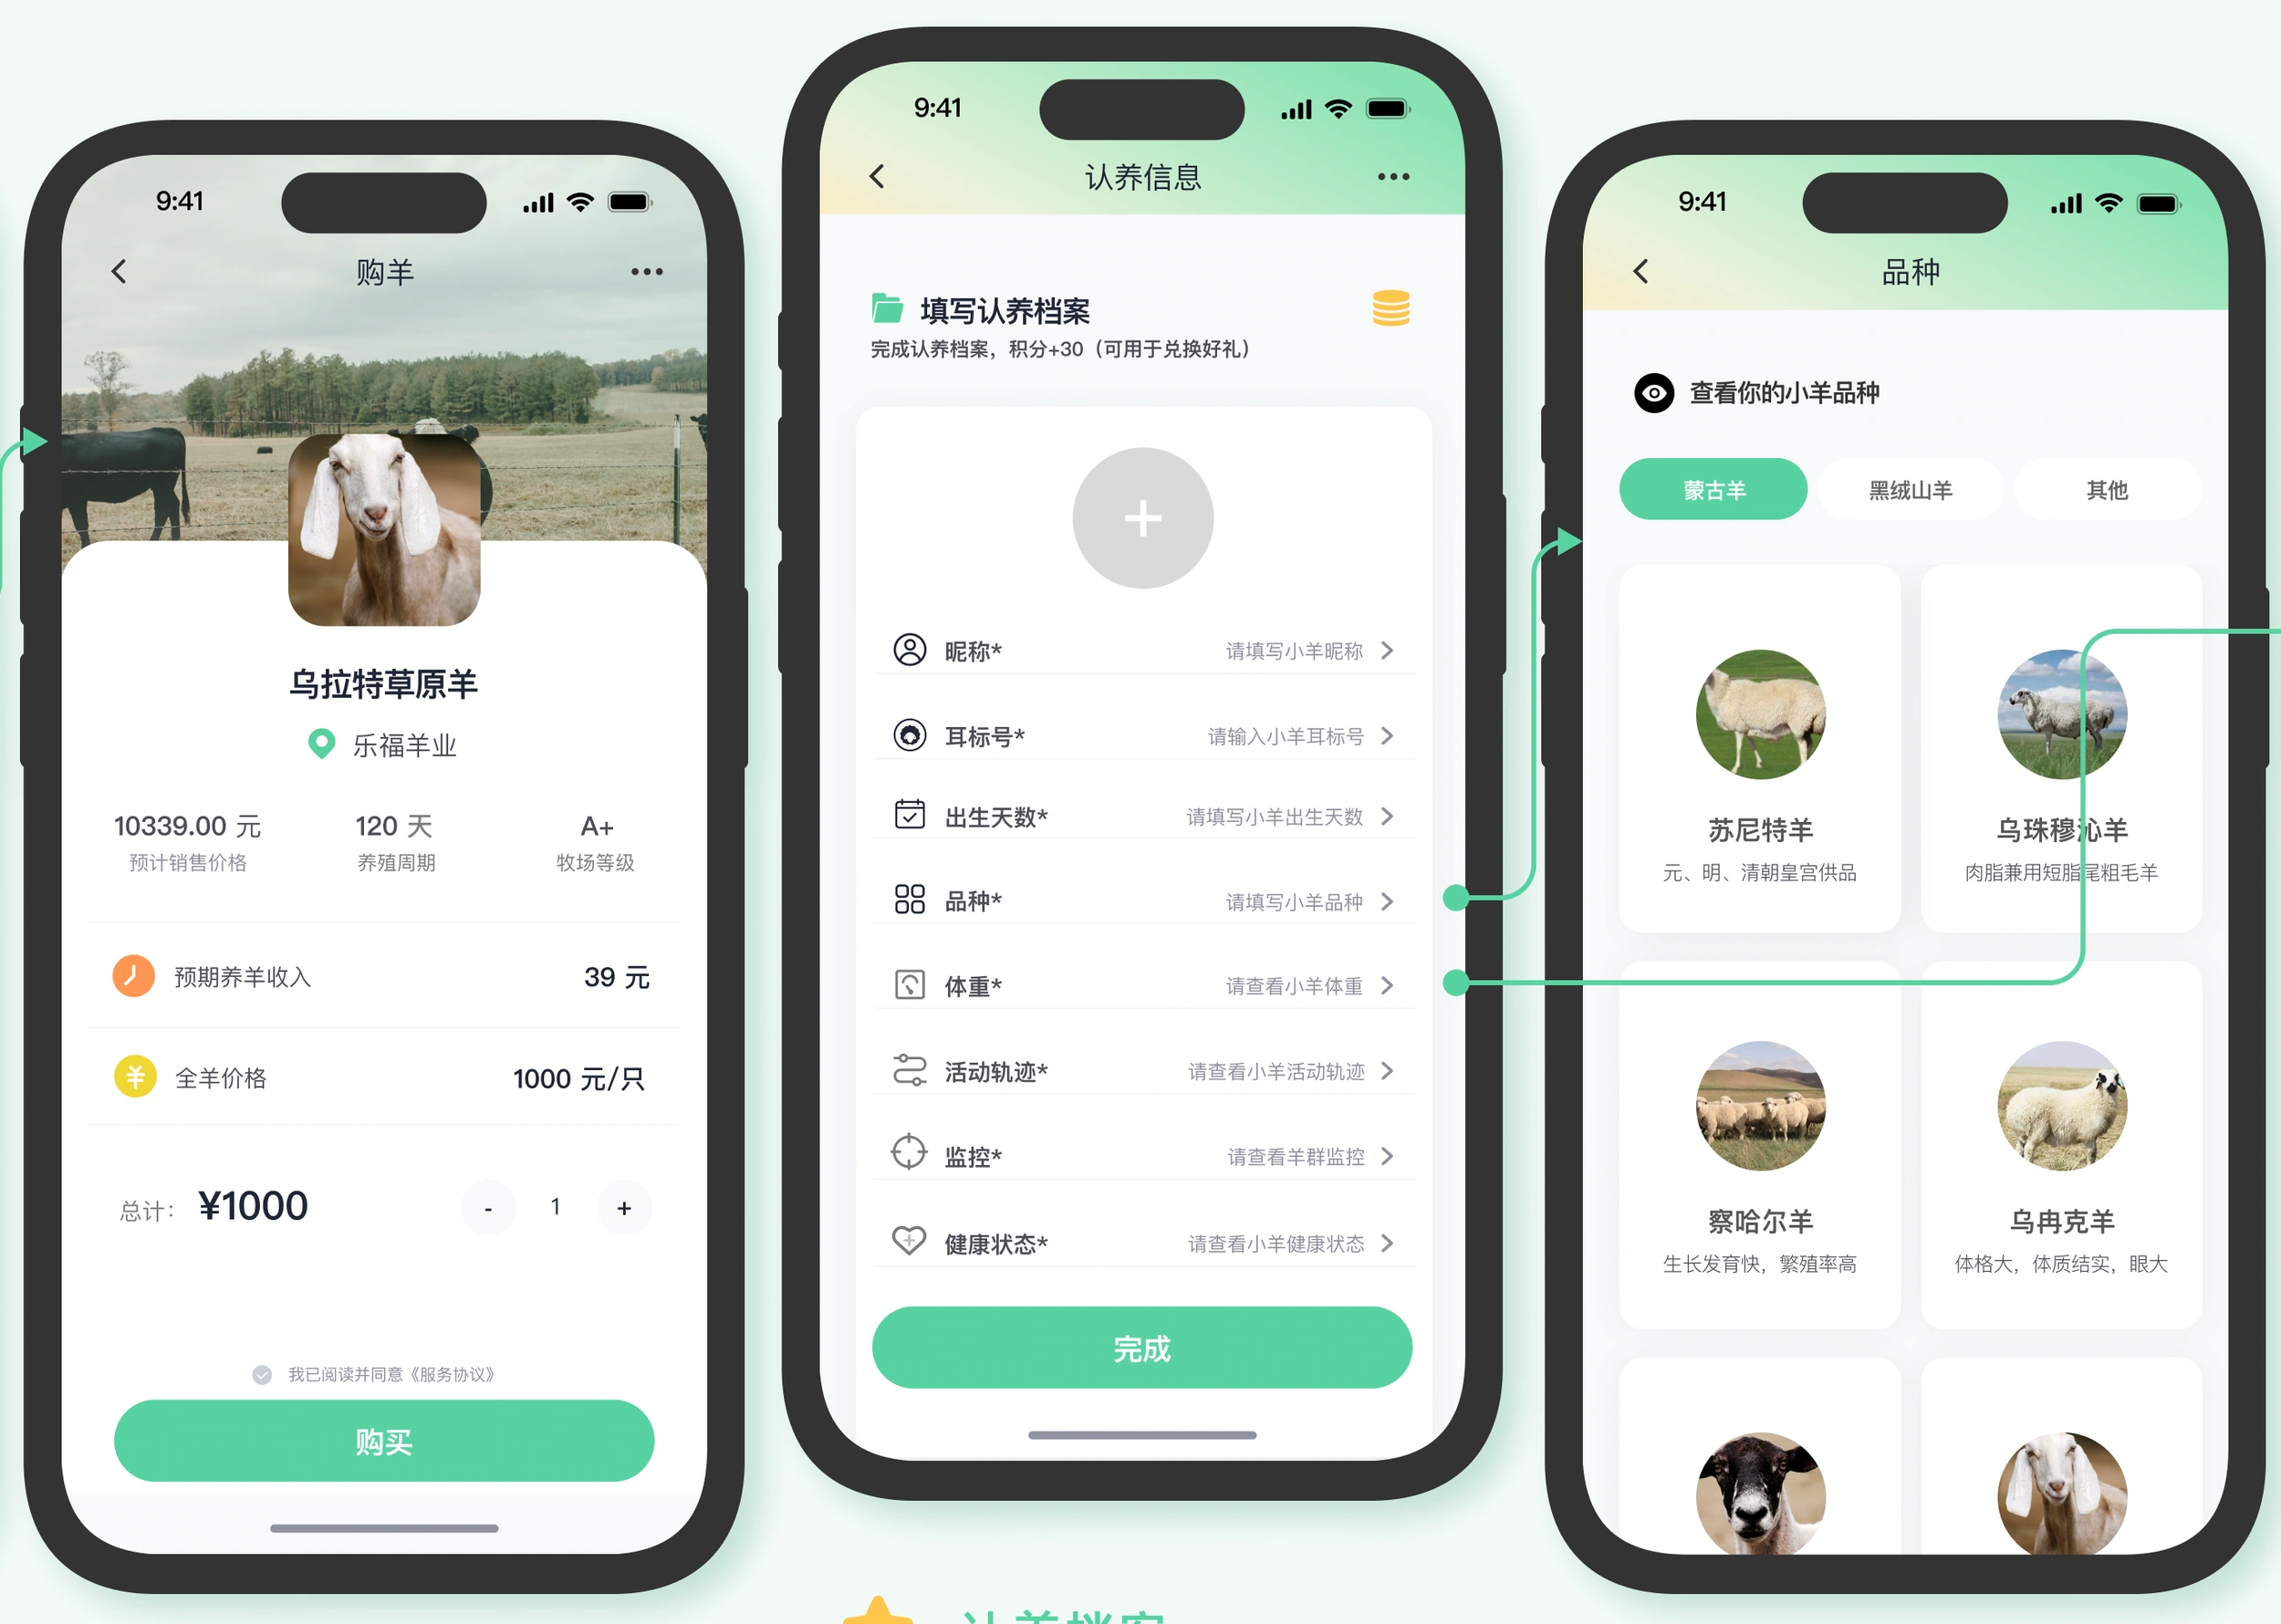 9:41
购羊
乌拉特草原羊
乐福羊业
10339.00 元
120 天
A+
预计销售价格
养殖周期
牧场等级
预期养羊收入
39 元
全羊价格
1000 元/只
总计：
¥1000
-
1
+
我已阅读并同意《服务协议》
购买
9:41
认养信息
填写认养档案
完成认养档案，积分+30（可用于兑换好礼）
昵称*
请填写小羊昵称
耳标号*
请输入小羊耳标号
出生天数*
请填写小羊出生天数
品种*
请填写小羊品种
体重*
请查看小羊体重
活动轨迹*
请查看小羊活动轨迹
监控*
请查看羊群监控
健康状态*
请查看小羊健康状态
完成
认养档案
9:41
品种
查看你的小羊品种
蒙古羊
黑绒山羊
其他
苏尼特羊
元、明、清朝皇宫供品
乌珠穆沁羊
肉脂兼用短脂尾粗毛羊
察哈尔羊
生长发育快，繁殖率高
乌冉克羊
体格大，体质结实，眼大